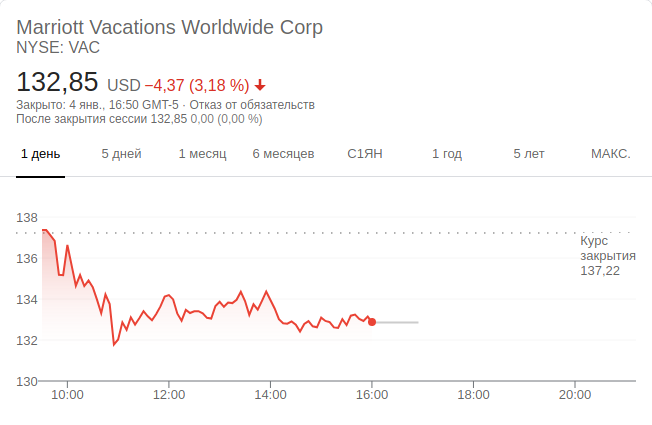 Marriott Vacations Worldwide Corp
NYSE: VAC
132,85 USD −4,37 (3,18 %)
Закрыто: 4 янв., 16:50 GMT-5 · Отказ от обязательств
После закрытия сессии 132,85 0,00 (0,00 %)
1 день 5 дней 1 месяц 6 месяцев С1ЯН 1 год 5 лет МАКС.
138
Курс
закрытия
136
137,22
134
132
130
10:00 12:00 14:00 16:00 18:00 20:00